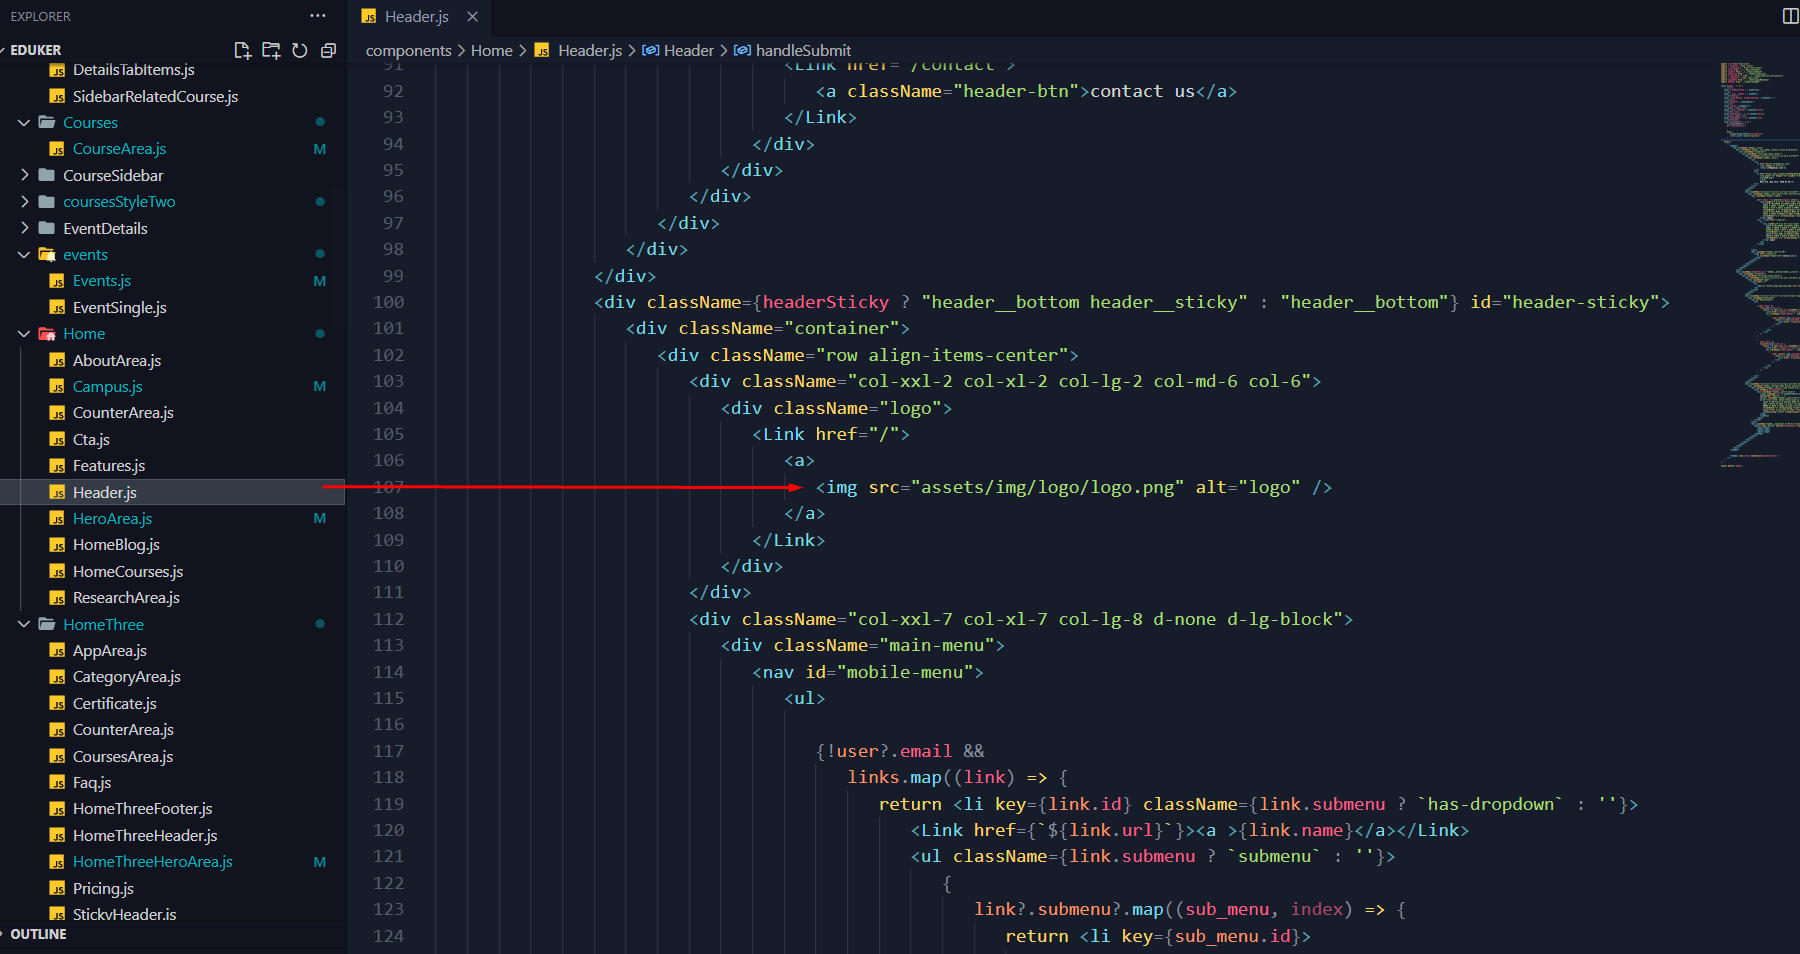 EXPLORER
EDUKER
DetailsTabItems.js
SidebarRelatedCourse.js
Courses
CourseArea.js M
CourseSidebar
coursesStyleTwo
EventDetails
events
Events.js M
EventSingle.js
Home
AboutArea.js
Campus.js M
CounterArea.js
Cta.js
Features.js
Header.js
HeroArea.js M
HomeBlog.js
HomeCourses.js
ResearchArea.js
HomeThree
AppArea.js
CategoryArea.js
Certificate.js
CounterArea.js
CoursesArea.js
Faq.js
HomeThreeFooter.js
HomeThreeHeader.js
HomeThreeHeroArea.js M
Pricing.js
StickyHeader.js
OUTLINE
Header.js
components > Home > Header.js > Header > handleSubmit
91 <Link href="/contact">
92 <a className="header-btn">contact us</a>
93 </Link>
94 </div>
95 </div>
96 </div>
97 </div>
98 </div>
99 </div>
100 <div className={headerSticky ? "header__bottom header__sticky" : "header__bottom"} id="header-sticky">
101 <div className="container">
102 <div className="row align-items-center">
103 <div className="col-xxl-2 col-xl-2 col-lg-2 col-md-6 col-6">
104 <div className="logo">
105 <Link href="/">
106 <a>
107 <img src="assets/img/logo/logo.png" alt="logo" />
108 </a>
109 </Link>
110 </div>
111 </div>
112 <div className="col-xxl-7 col-xl-7 col-lg-8 d-none d-lg-block">
113 <div className="main-menu">
114 <nav id="mobile-menu">
115 <ul>
116
117 {!user?.email &&
118 links.map((link) => {
119 return <li key={link.id} className={link.submenu ? `has-dropdown` : ''}>
120 <Link href={`${link.url}`}><a >{link.name}</a></Link>
121 <ul className={link.submenu ? `submenu` : ''}>
122 {
123 link?.submenu?.map((sub_menu, index) => {
124 return <li key={sub_menu.id}>